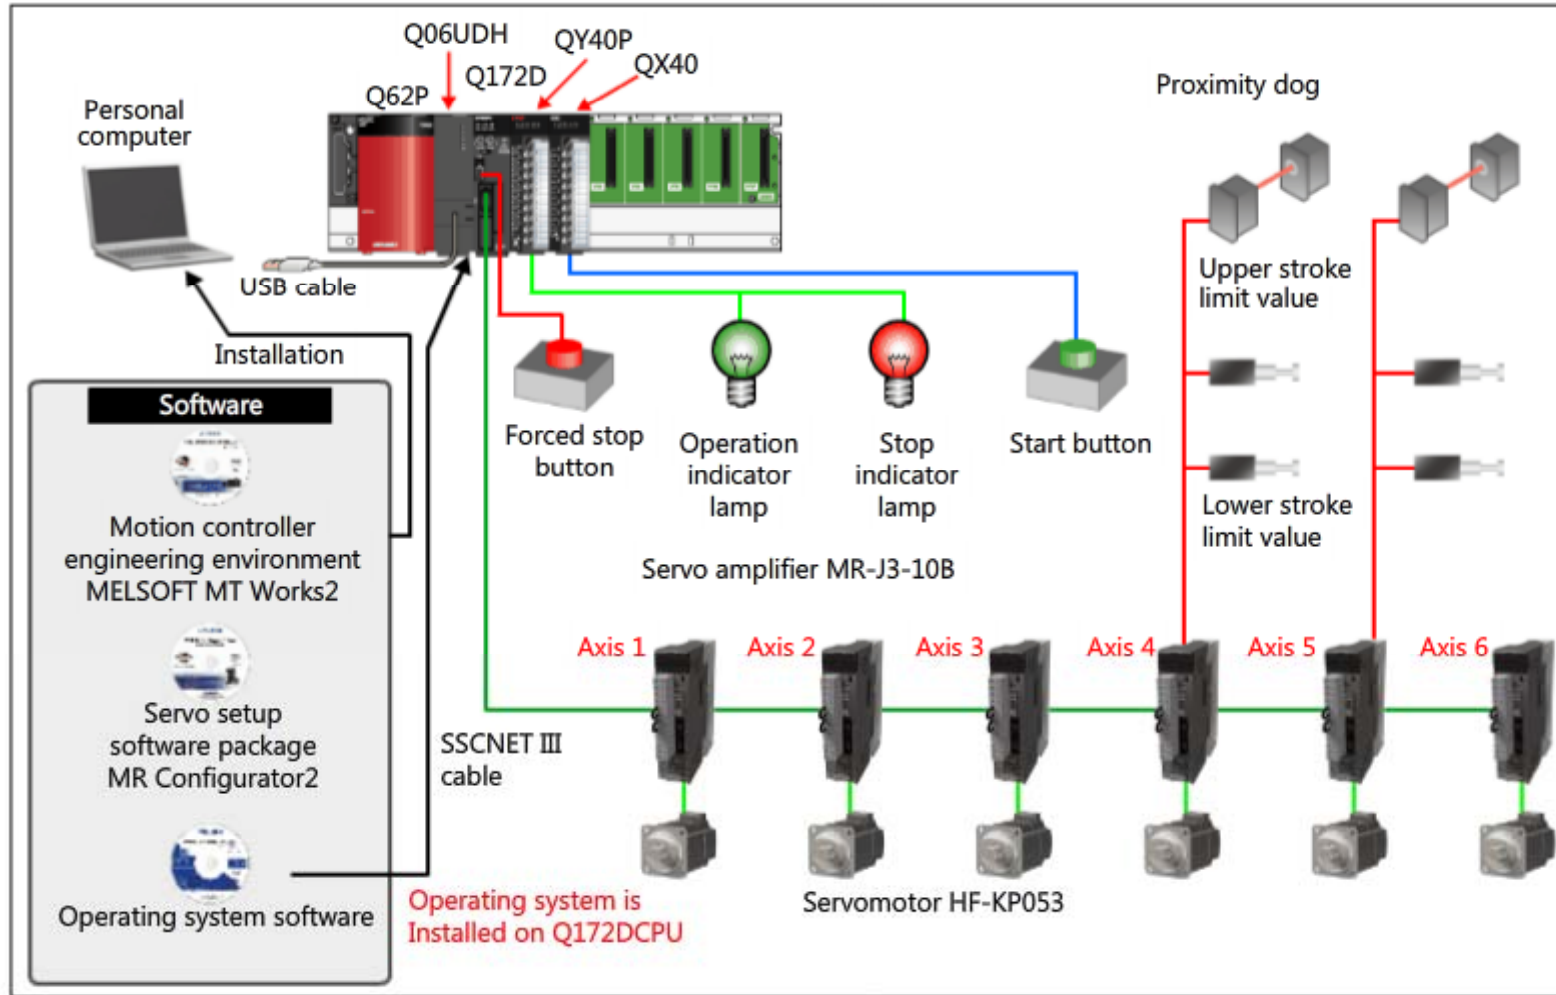 Q06UDH
QY40P
Q172D
QX40
Q62P
Proximity dog
Personal
computer
USB cable
Upper stroke
limit value
Installation
Software
Forced stop
button
Operation
indicator
lamp
Stop
indicator
lamp
Start button
Lower stroke
limit value
Motion controller
engineering environment
MELSOFT MT Works2
Servo amplifier MR-J3-10B
Axis 1
Axis 2
Axis 3
Axis 4
Axis 5
Axis 6
Servo setup
software package
MR Configurator2
SSCNET III
cable
Operating system software
Operating system is
Installed on Q172DCPU
Servomotor HF-KP053